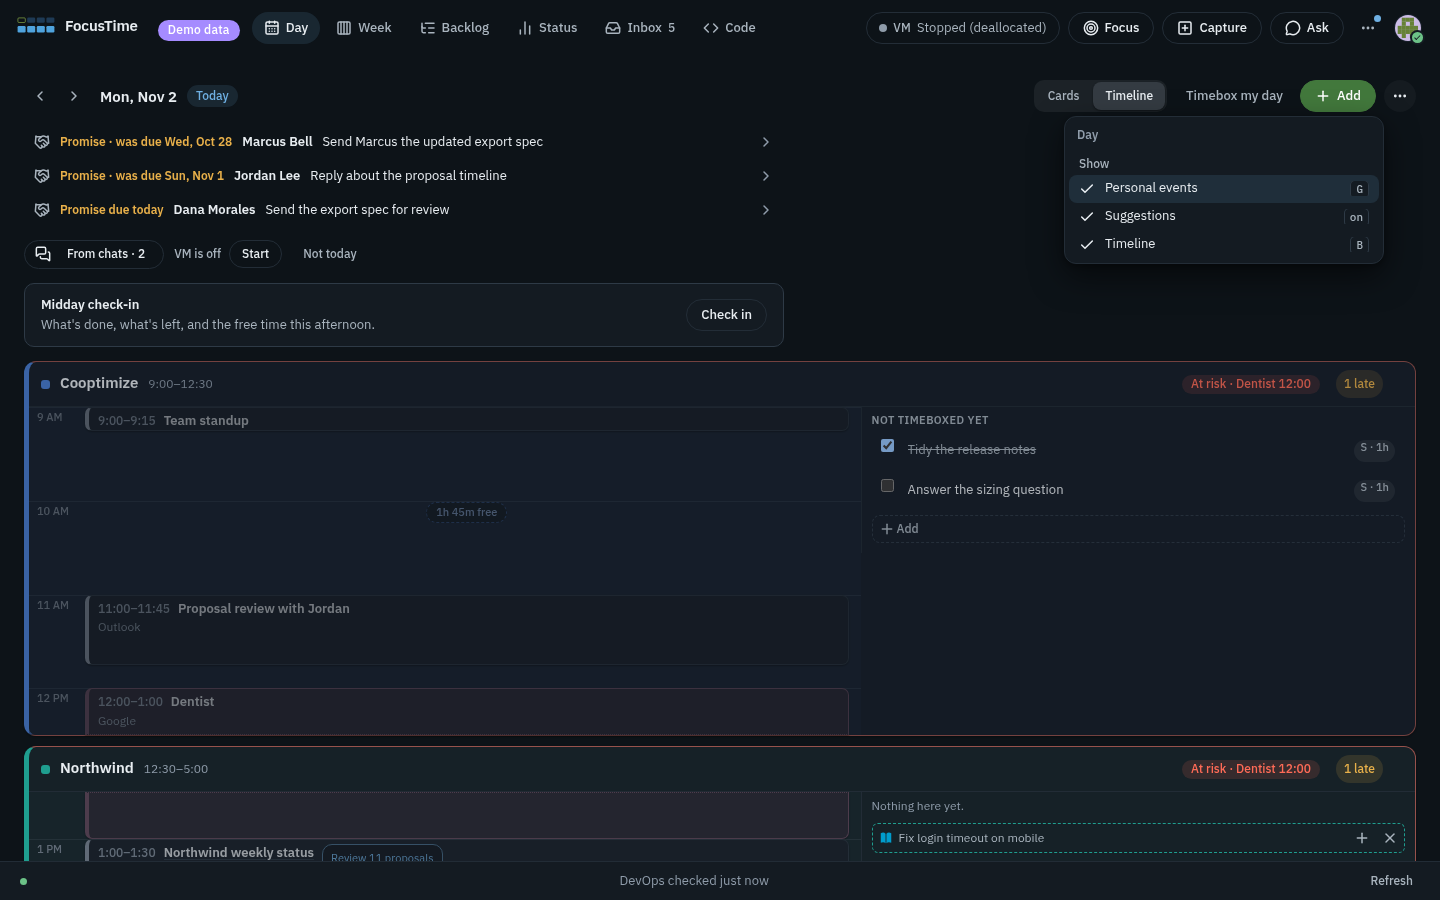 FocusTime
Demo data
Day
Week
Backlog
Status
Inbox 5
Code
VM Stopped (deallocated)
Focus
Capture
Ask
Mon, Nov 2
Today
Cards
Timeline
Timebox my day
Add
Promise · was due Wed, Oct 28 Marcus Bell Send Marcus the updated export spec
Promise · was due Sun, Nov 1 Jordan Lee Reply about the proposal timeline
Promise due today Dana Morales Send the export spec for review
Day
Show
Personal events G
Suggestions on
Timeline B
From chats · 2
VM is off
Start
Not today
Midday check-in
What's done, what's left, and the free time this afternoon.
Check in
Cooptimize 9:00–12:30
At risk · Dentist 12:00
1 late
9 AM
9:00–9:15 Team standup
10 AM
1h 45m free
11 AM
11:00–11:45 Proposal review with Jordan
Outlook
12 PM
12:00–1:00 Dentist
Google
NOT TIMEBOXED YET
Tidy the release notes S · 1h
Answer the sizing question S · 1h
Add
Northwind 12:30–5:00
At risk · Dentist 12:00
1 late
1 PM
1:00–1:30 Northwind weekly status
Review 11 proposals
Nothing here yet.
Fix login timeout on mobile
DevOps checked just now
Refresh